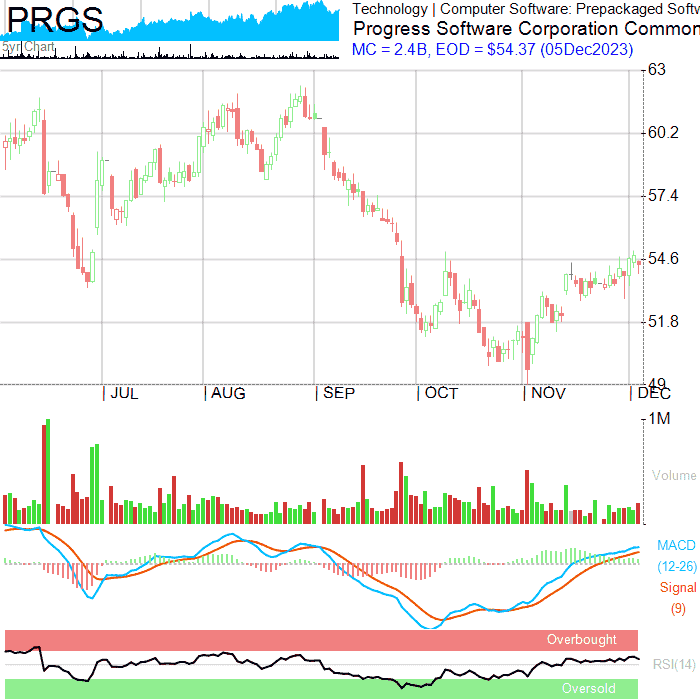 PRGS
5yr Chart
Technology | Computer Software: Prepackaged Softw
Progress Software Corporation Common
MC = 2.4B, EOD = $54.37 (05Dec2023)
63
60.2
57.4
54.6
51.8
49
JUL AUG SEP OCT NOV DEC
1M
Volume
MACD
(12-26)
Signal
(9)
Overbought
RSI(14)
Oversold